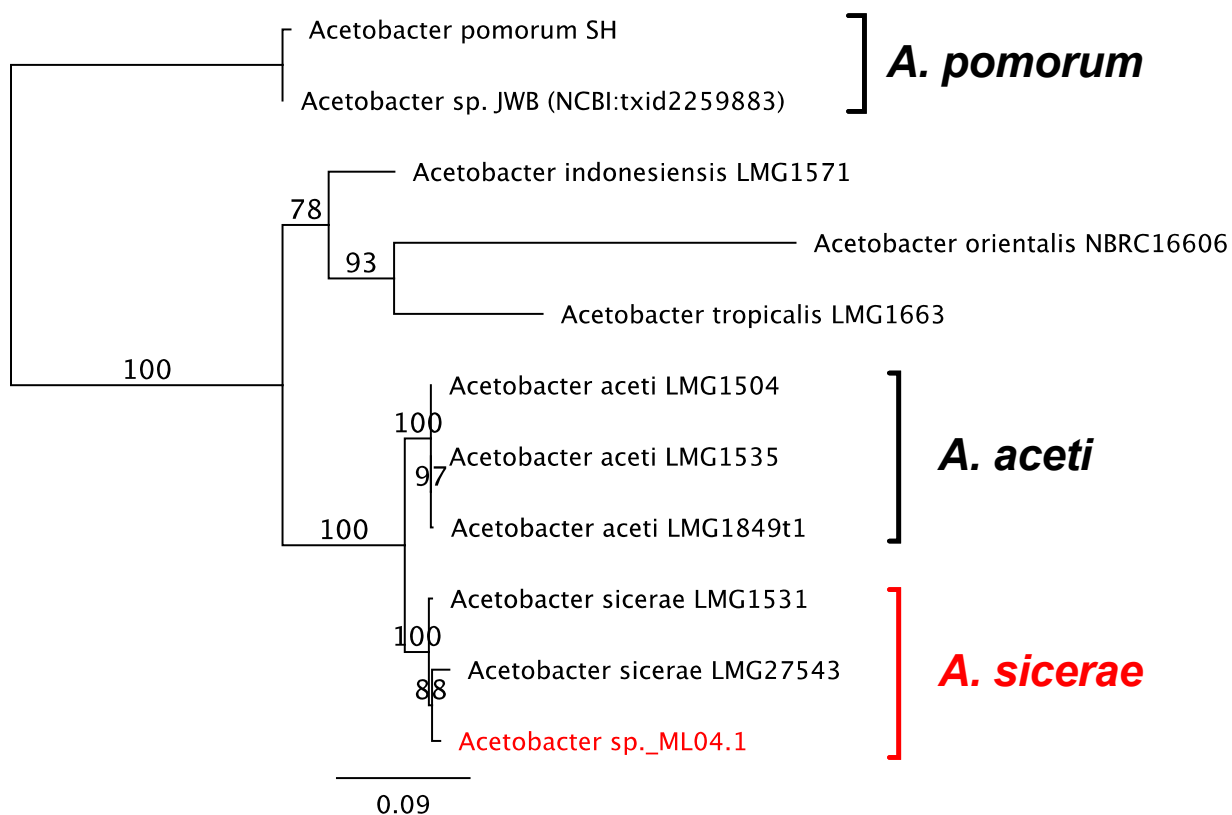 Acetobacter pomorum SH
A. pomorum
Acetobacter sp. JWB (NCBI:txid2259883)
Acetobacter indonesiensis LMG1571
78
Acetobacter orientalis NBRC16606
93
Acetobacter tropicalis LMG1663
100
Acetobacter aceti LMG1504
100
Acetobacter aceti LMG1535
A. aceti
97
Acetobacter aceti LMG1849t1
100
Acetobacter sicerae LMG1531
100
Acetobacter sicerae LMG27543
A. sicerae
88
Acetobacter sp._ML04.1
0.09